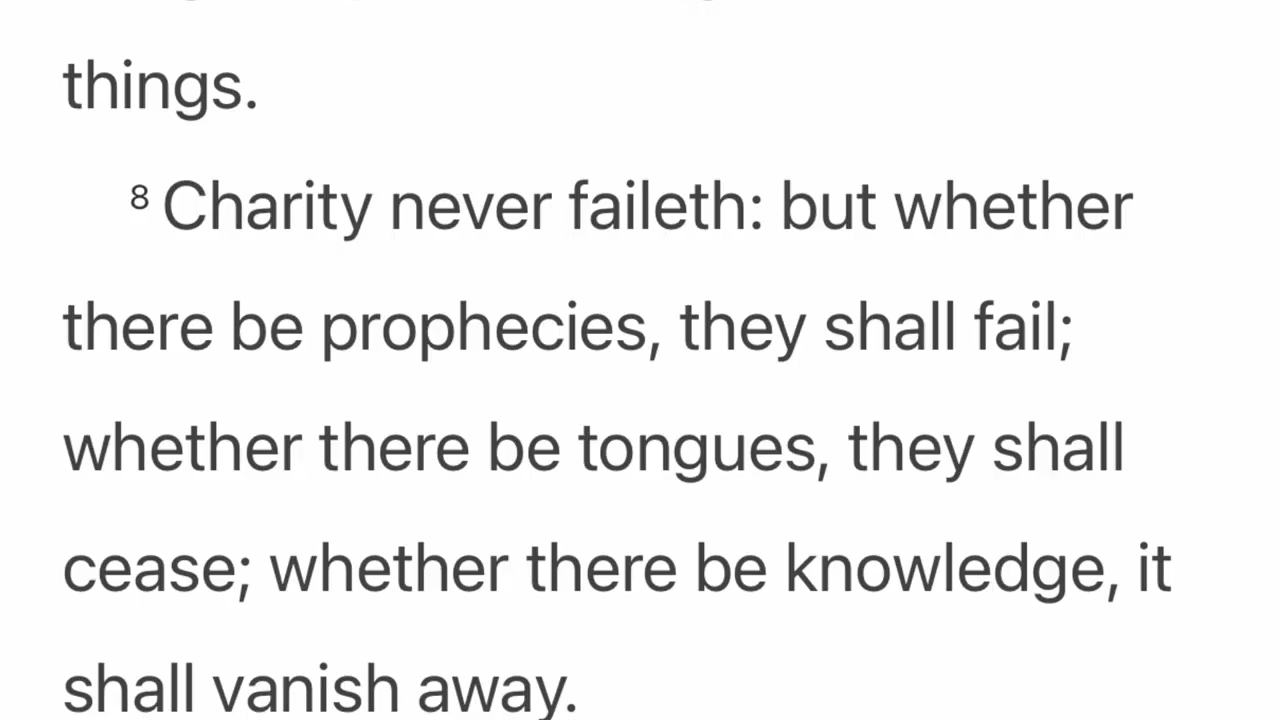 things.
8 Charity never faileth: but whether
there be prophecies, they shall fail;
whether there be tongues, they shall
cease; whether there be knowledge, it
shall vanish away.